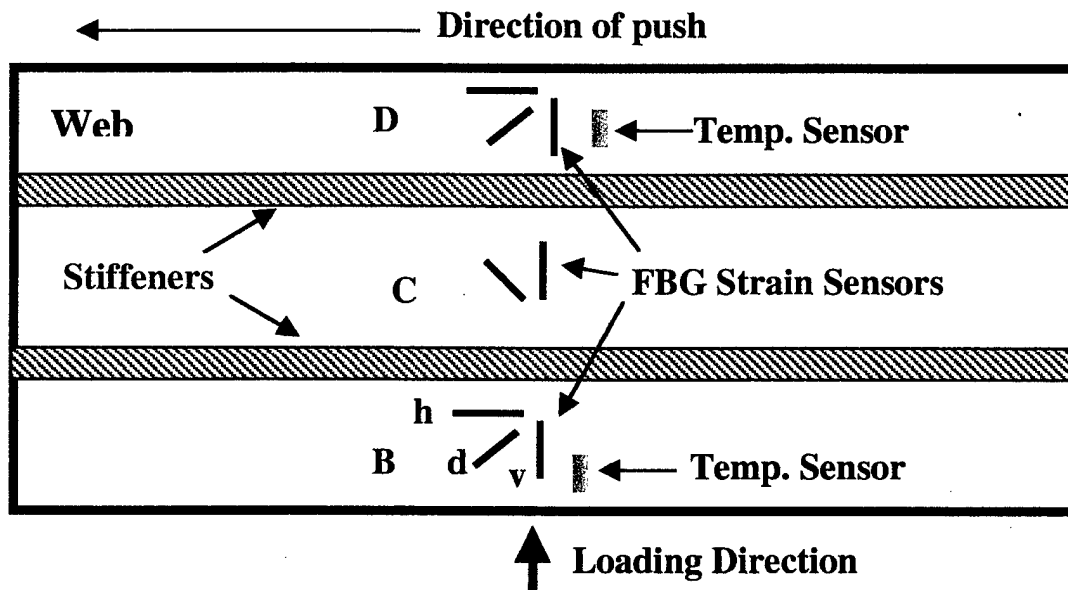 Direction of push
Web
D
Temp. Sensor
Stiffeners
C
FBG Strain Sensors
h
B
d
v
Temp. Sensor
Loading Direction